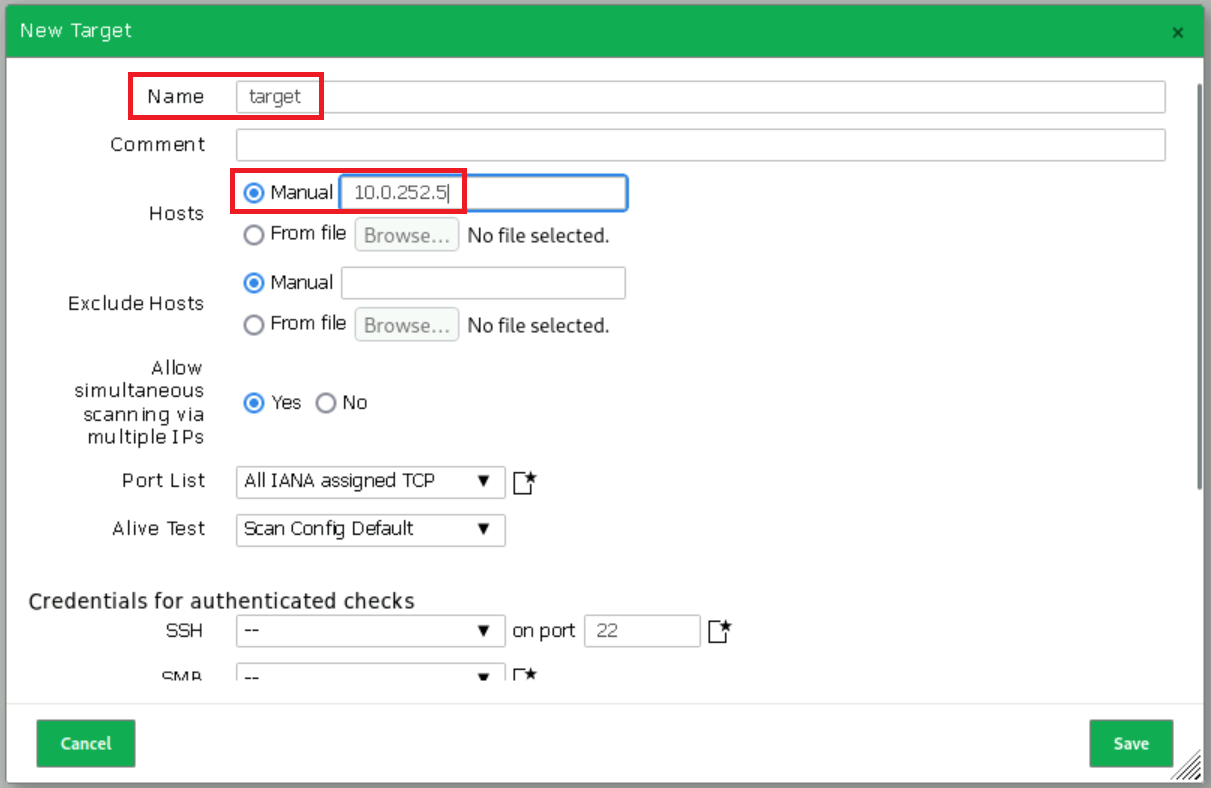 New Target
×
Name target
Comment
Hosts
Manual 10.0.252.5
From file Browse... No file selected.
Exclude Hosts
Manual
From file Browse... No file selected.
Allow
simultaneous
scanning via
multiple IPs
Yes No
Port List All IANA assigned TCP ▼
Alive Test Scan Config Default ▼
Credentials for authenticated checks
SSH -- ▼ on port 22
SMB -- ▼
Cancel Save